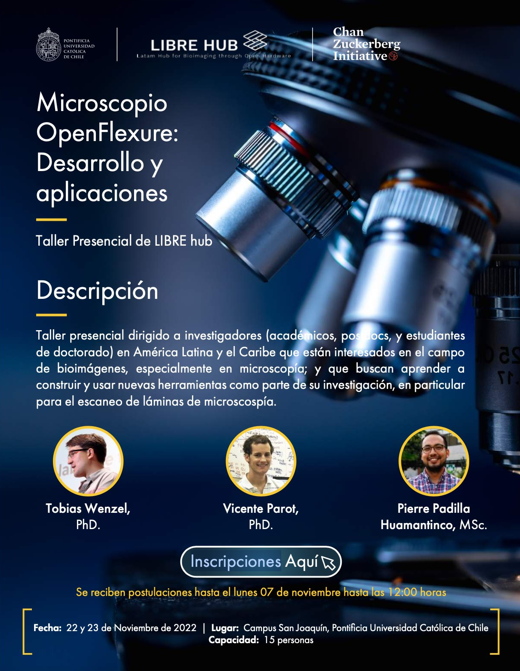 PONTIFICIA
UNIVERSIDAD
CATÓLICA
DE CHILE
LIBRE HUB
Latam Hub for Bioimaging through Open Hardware
Chan
Zuckerberg
Initiative
Microscopio
OpenFlexure:
Desarrollo y
aplicaciones
Taller Presencial de LIBRE hub
Descripción
Taller presencial dirigido a investigadores (académicos, postdocs, y estudiantes
de doctorado) en América Latina y el Caribe que están interesados en el campo
de bioimágenes, especialmente en microscopía; y que buscan aprender a
construir y usar nuevas herramientas como parte de su investigación, en particular
para el escaneo de láminas de microscospía.
Tobias Wenzel,
PhD.
Vicente Parot,
PhD.
Pierre Padilla
Huamantinco, MSc.
Inscripciones Aquí
Se reciben postulaciones hasta el lunes 07 de noviembre hasta las 12:00 horas
Fecha: 22 y 23 de Noviembre de 2022 | Lugar: Campus San Joaquín, Pontificia Universidad Católica de Chile
Capacidad: 15 personas